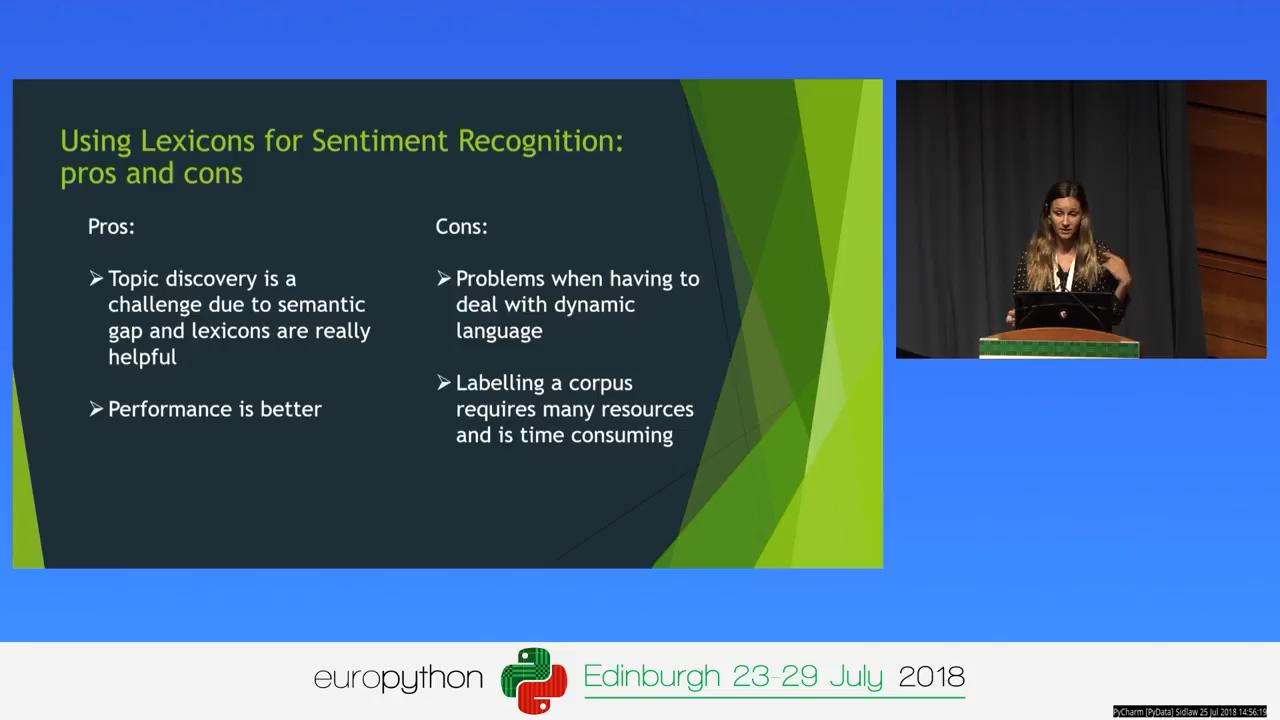 Using Lexicons for Sentiment Recognition:
pros and cons
Pros:
➢ Topic discovery is a
challenge due to semantic
gap and lexicons are really
helpful
➢ Performance is better
Cons:
➢ Problems when having to
deal with dynamic
language
➢ Labelling a corpus
requires many resources
and is time consuming
europython Edinburgh 23-29 July 2018
PyCharm [PyData] Sidlaw 25 Jul 2018 14:56:19